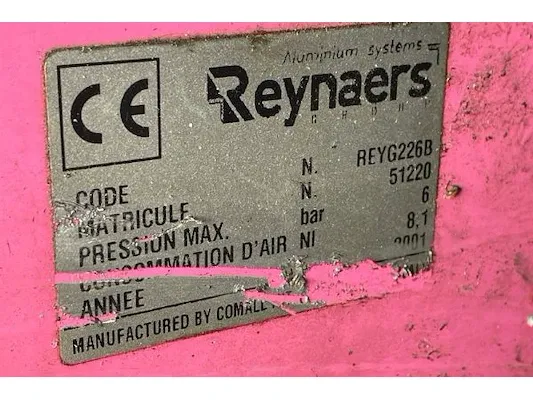 CE
Aluminium systems
Reynaers
GROUP
CODE N. REYG226B
MATRICULE N. 51220
PRESSION MAX. bar 6
CONSOMMATION D'AIR Nl 8,1
ANNEE 2001
MANUFACTURED BY COMALL